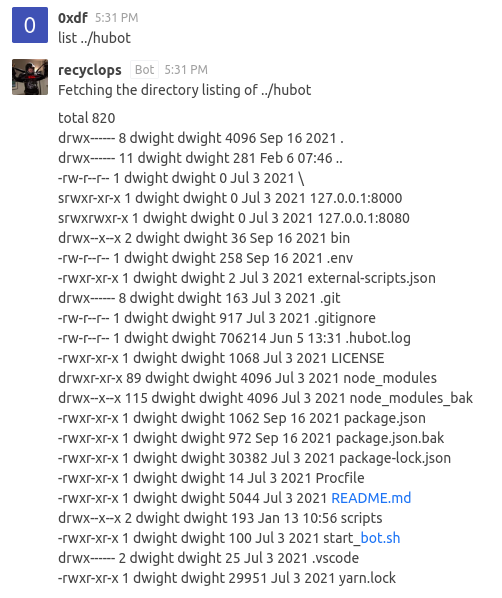 0
0xdf 5:31 PM
list ../hubot
recyclops Bot 5:31 PM
Fetching the directory listing of ../hubot
total 820
drwx------ 8 dwight dwight 4096 Sep 16 2021 .
drwx------ 11 dwight dwight 281 Feb 6 07:46 ..
-rw-r--r-- 1 dwight dwight 0 Jul 3 2021 \
srwxr-xr-x 1 dwight dwight 0 Jul 3 2021 127.0.0.1:8000
srwxrwxr-x 1 dwight dwight 0 Jul 3 2021 127.0.0.1:8080
drwx--x--x 2 dwight dwight 36 Sep 16 2021 bin
-rw-r--r-- 1 dwight dwight 258 Sep 16 2021 .env
-rwxr-xr-x 1 dwight dwight 2 Jul 3 2021 external-scripts.json
drwx------ 8 dwight dwight 163 Jul 3 2021 .git
-rw-r--r-- 1 dwight dwight 917 Jul 3 2021 .gitignore
-rw-r--r-- 1 dwight dwight 706214 Jun 5 13:31 .hubot.log
-rwxr-xr-x 1 dwight dwight 1068 Jul 3 2021 LICENSE
drwxr-xr-x 89 dwight dwight 4096 Jul 3 2021 node_modules
drwx--x--x 115 dwight dwight 4096 Jul 3 2021 node_modules_bak
-rwxr-xr-x 1 dwight dwight 1062 Sep 16 2021 package.json
-rwxr-xr-x 1 dwight dwight 972 Sep 16 2021 package.json.bak
-rwxr-xr-x 1 dwight dwight 30382 Jul 3 2021 package-lock.json
-rwxr-xr-x 1 dwight dwight 14 Jul 3 2021 Procfile
-rwxr-xr-x 1 dwight dwight 5044 Jul 3 2021 README.md
drwx--x--x 2 dwight dwight 193 Jan 13 10:56 scripts
-rwxr-xr-x 1 dwight dwight 100 Jul 3 2021 start_bot.sh
drwx------ 2 dwight dwight 25 Jul 3 2021 .vscode
-rwxr-xr-x 1 dwight dwight 29951 Jul 3 2021 yarn.lock